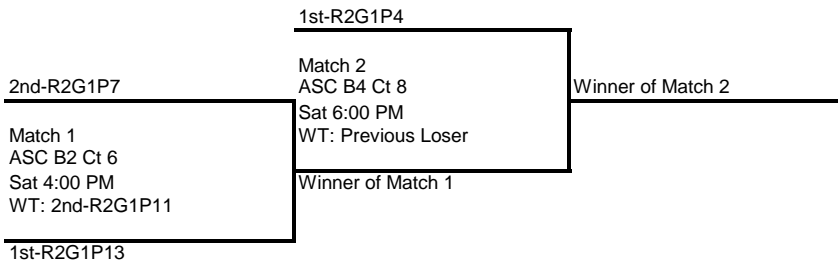 1st-R2G1P4
Match 2
ASC B4 Ct 8
Sat 6:00 PM
WT: Previous Loser
2nd-R2G1P7
Winner of Match 2
Match 1
ASC B2 Ct 6
Sat 4:00 PM
WT: 2nd-R2G1P11
Winner of Match 1
1st-R2G1P13